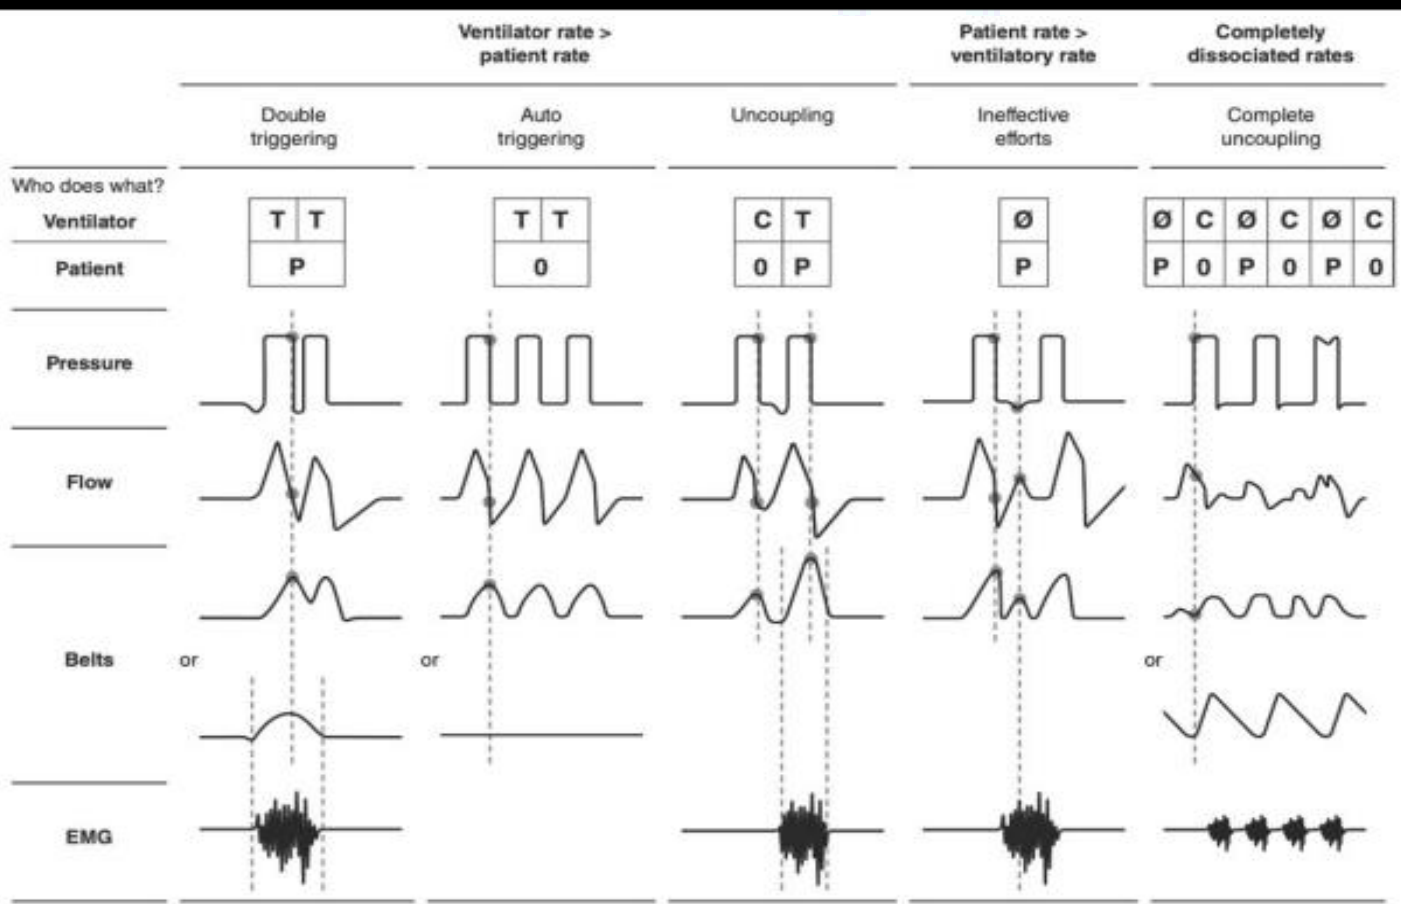 Ventilator rate >
patient rate
Patient rate >
ventilatory rate
Completely
dissociated rates
Double
triggering
Auto
triggering
Uncoupling
Ineffective
efforts
Complete
uncoupling
Who does what?
Ventilator
T T
T T
C T
Ø
Ø C Ø C Ø C
Patient
P
0
0 P
P
P 0 P 0 P 0
Pressure
Flow
Belts
or
or
or
EMG